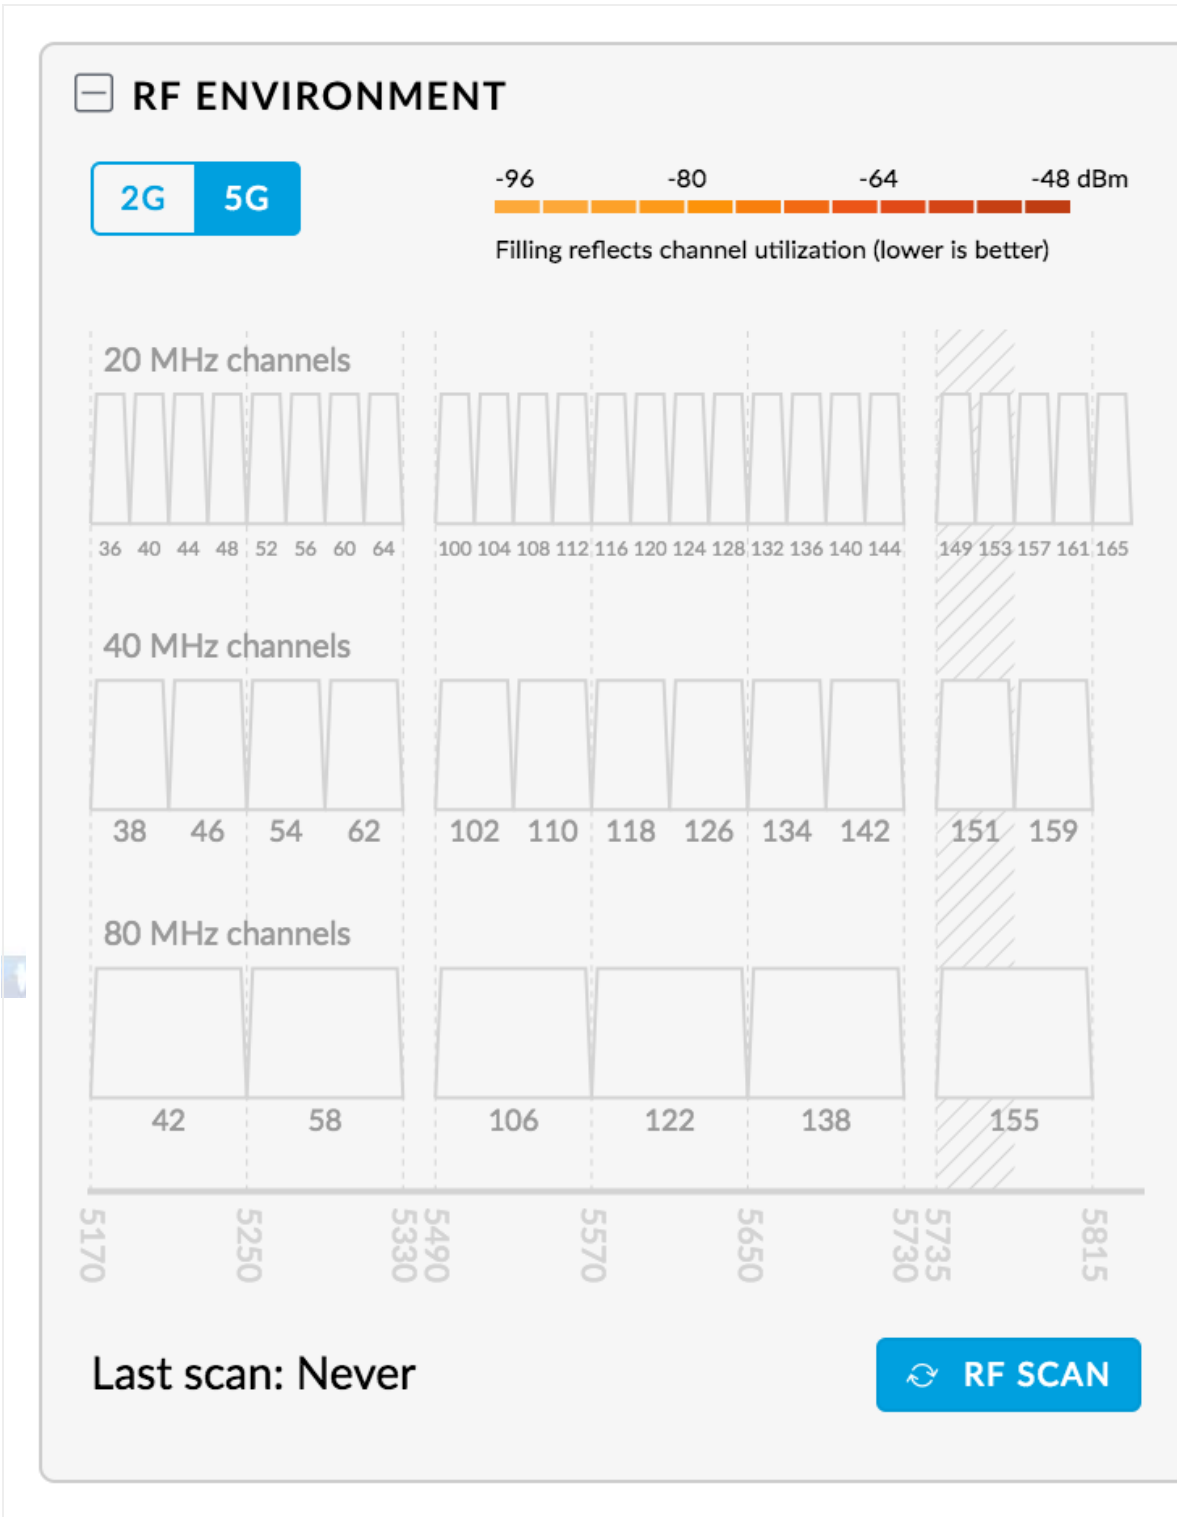 RF ENVIRONMENT
2G 5G
-96 -80 -64 -48 dBm
Filling reflects channel utilization (lower is better)
20 MHz channels
36 40 44 48 52 56 60 64 100 104 108 112 116 120 124 128 132 136 140 144 149 153 157 161 165
40 MHz channels
38 46 54 62 102 110 118 126 134 142 151 159
80 MHz channels
42 58 106 122 138 155
5170 5250 5330 5490 5570 5650 5730 5735 5815
Last scan: Never
RF SCAN